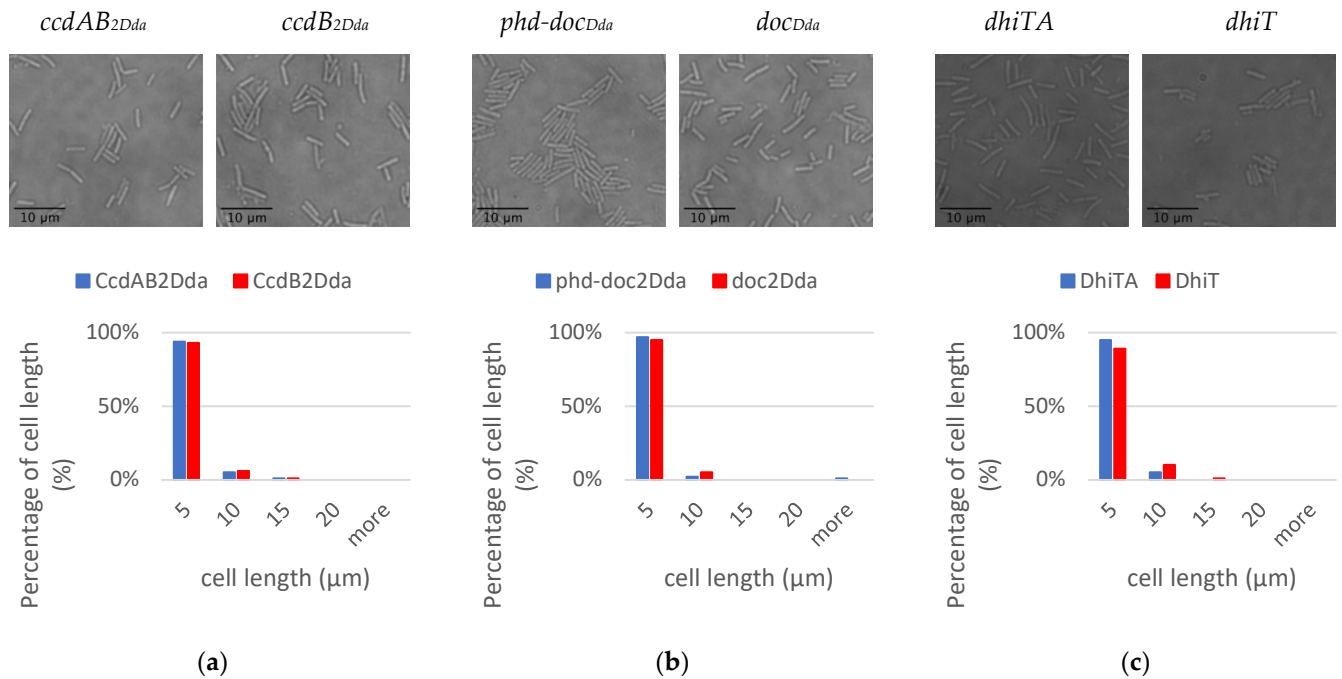 ccdAB2Dda ccdB2Dda phd-docDda docDda dhiTA dhiT
10 µm 10 µm 10 µm 10 µm 10 µm 10 µm
CcdAB2Dda CcdB2Dda phd-doc2Dda doc2Dda DhiTA DhiT
Percentage of cell length
(%)
100%
50%
0%
5 10 15 20 more
cell length (µm)
(a)
Percentage of cell length
(%)
100%
50%
0%
5 10 15 20 more
cell length (µm)
(b)
Percentage of cell length
(%)
100%
50%
0%
5 10 15 20 more
cell length (µm)
(c)